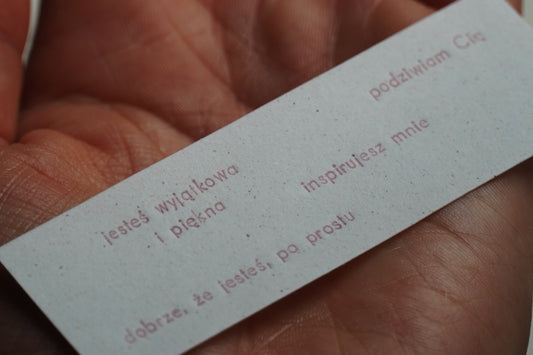 podziwiam Cię
jesteś wyjątkowa
i piękna
inspirujesz mnie
dobrze, że jesteś, po prostu